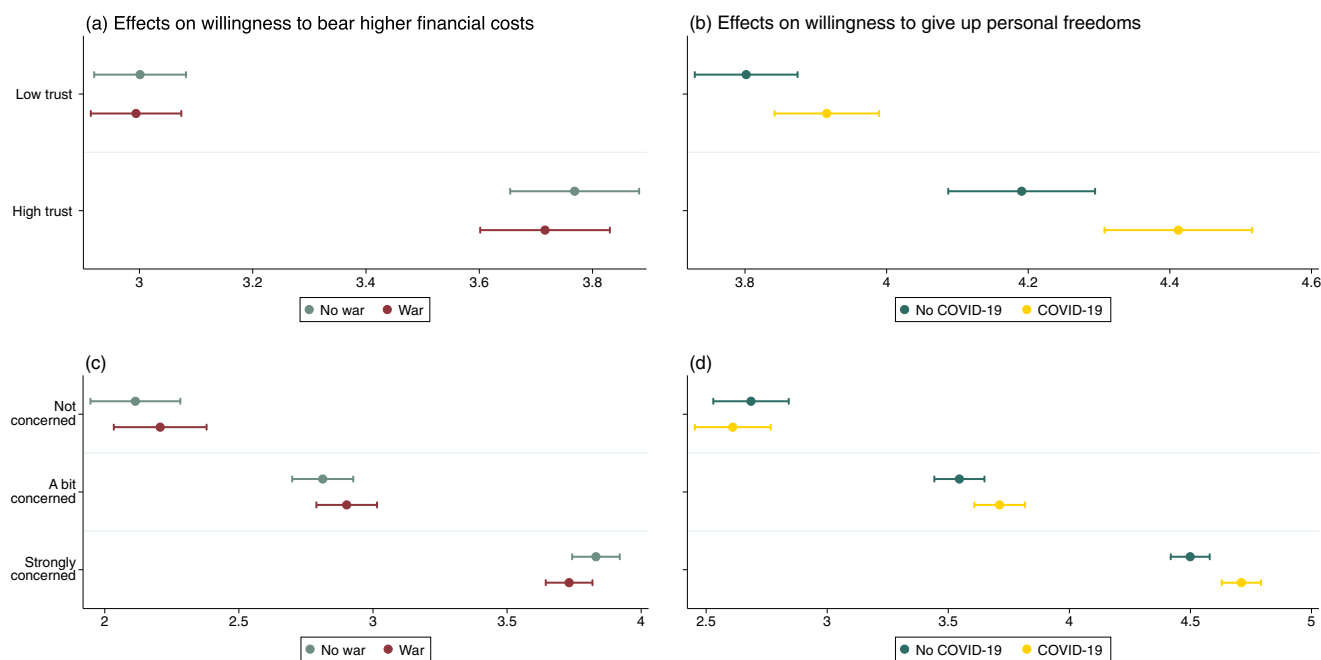 (a) Effects on willingness to bear higher financial costs
Low trust
High trust
3 3.2 3.4 3.6 3.8
No war War
(b) Effects on willingness to give up personal freedoms
3.8 4 4.2 4.4 4.6
No COVID-19 COVID-19
(c)
Not
concerned
A bit
concerned
Strongly
concerned
2 2.5 3 3.5 4
No war War
(d)
2.5 3 3.5 4 4.5 5
No COVID-19 COVID-19